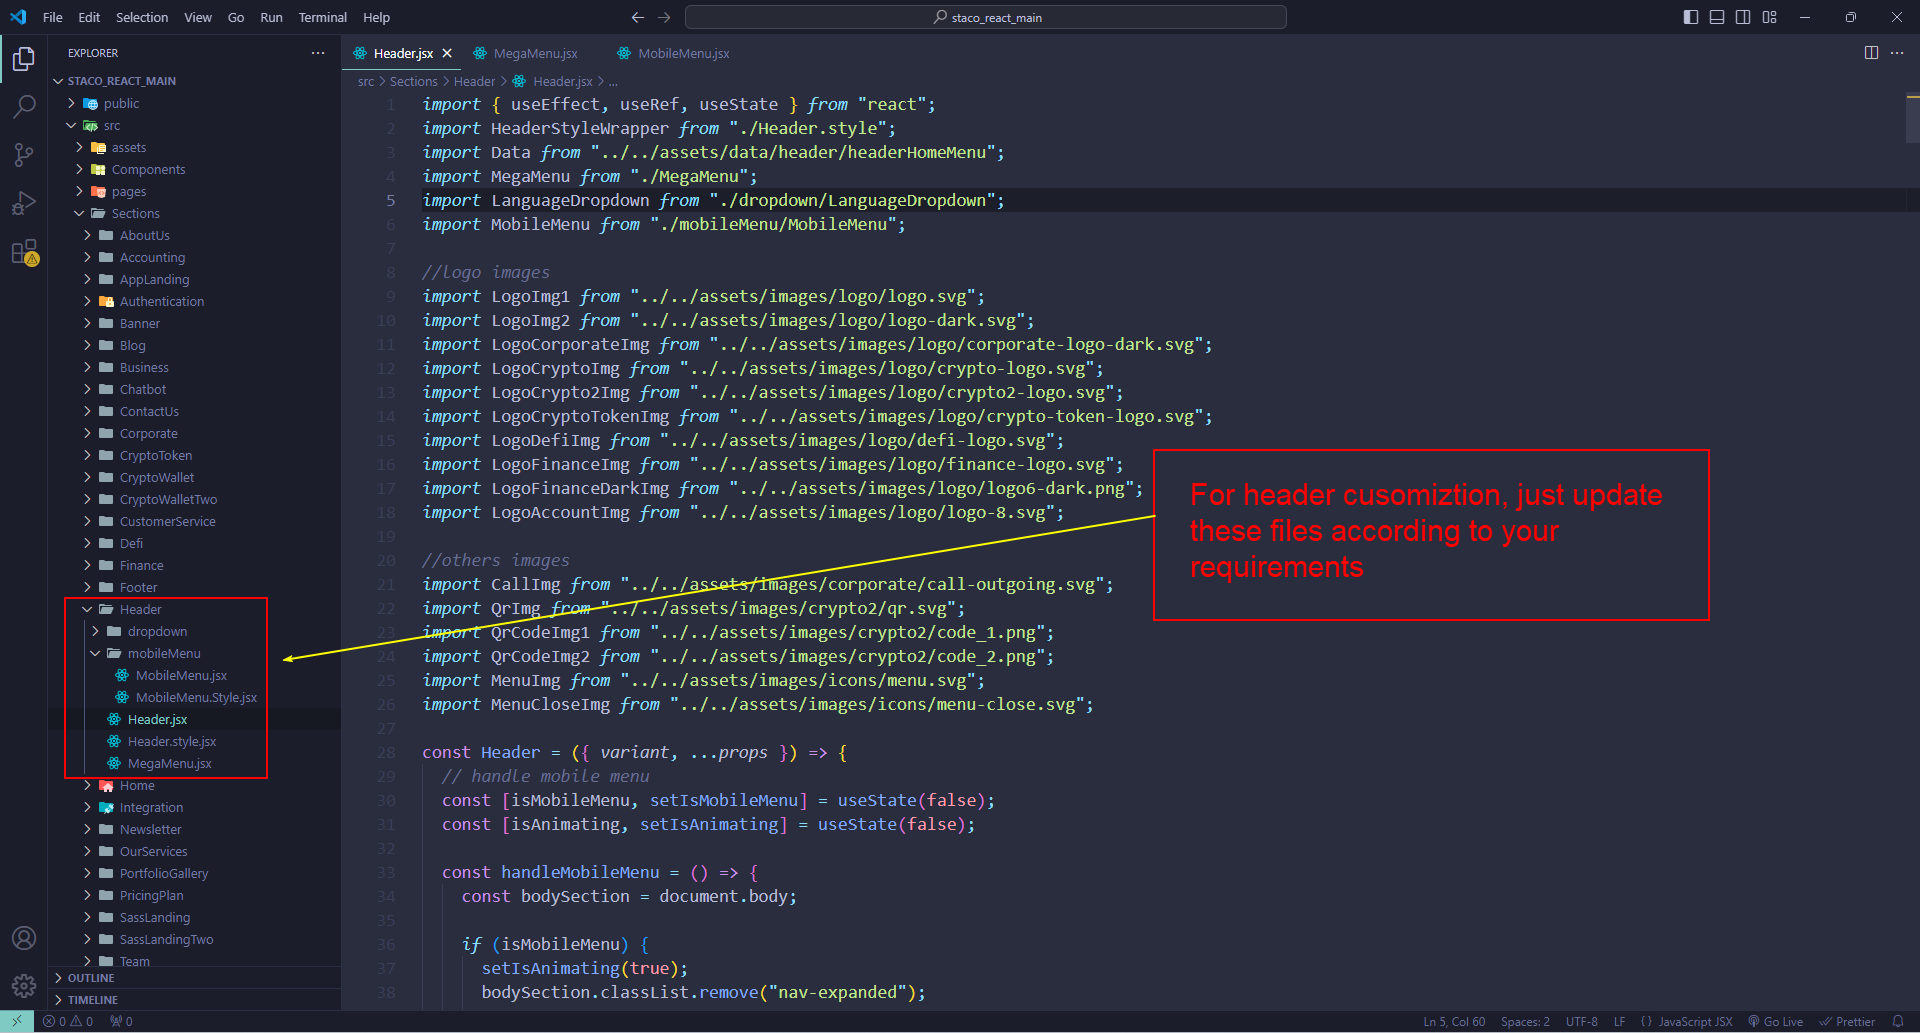 File Edit Selection View Go Run Terminal Help
staco_react_main
EXPLORER
STACO_REACT_MAIN
public
src
assets
Components
pages
Sections
AboutUs
Accounting
AppLanding
Authentication
Banner
Blog
Business
Chatbot
ContactUs
Corporate
CryptoToken
CryptoWallet
CryptoWalletTwo
CustomerService
Defi
Finance
Footer
Header
dropdown
mobileMenu
MobileMenu.jsx
MobileMenu.Style.jsx
Header.jsx
Header.style.jsx
MegaMenu.jsx
Home
Integration
Newsletter
OurServices
PortfolioGallery
PricingPlan
SassLanding
SassLandingTwo
Team
OUTLINE
TIMELINE
Header.jsx MegaMenu.jsx MobileMenu.jsx
src > Sections > Header > Header.jsx > ...
1 import { useEffect, useRef, useState } from "react";
2 import HeaderStyleWrapper from "./Header.style";
3 import Data from "../../assets/data/header/headerHomeMenu";
4 import MegaMenu from "./MegaMenu";
5 import LanguageDropdown from "./dropdown/LanguageDropdown";
6 import MobileMenu from "./mobileMenu/MobileMenu";
7
8 //logo images
9 import LogoImg1 from "../../assets/images/logo/logo.svg";
10 import LogoImg2 from "../../assets/images/logo/logo-dark.svg";
11 import LogoCorporateImg from "../../assets/images/logo/corporate-logo-dark.svg";
12 import LogoCryptoImg from "../../assets/images/logo/crypto-logo.svg";
13 import LogoCrypto2Img from "../../assets/images/logo/crypto2-logo.svg";
14 import LogoCryptoTokenImg from "../../assets/images/logo/crypto-token-logo.svg";
15 import LogoDefiImg from "../../assets/images/logo/defi-logo.svg";
16 import LogoFinanceImg from "../../assets/images/logo/finance-logo.svg";
17 import LogoFinanceDarkImg from "../../assets/images/logo/logo6-dark.png";
18 import LogoAccountImg from "../../assets/images/logo/logo-8.svg";
19
20 //others images
21 import CallImg from "../../assets/images/corporate/call-outgoing.svg";
22 import QrImg from "../../assets/images/crypto2/qr.svg";
23 import QrCodeImg1 from "../../assets/images/crypto2/code_1.png";
24 import QrCodeImg2 from "../../assets/images/crypto2/code_2.png";
25 import MenuImg from "../../assets/images/icons/menu.svg";
26 import MenuCloseImg from "../../assets/images/icons/menu-close.svg";
27
28 const Header = ({ variant, ...props }) => {
29 // handle mobile menu
30 const [isMobileMenu, setIsMobileMenu] = useState(false);
31 const [isAnimating, setIsAnimating] = useState(false);
32
33 const handleMobileMenu = () => {
34 const bodySection = document.body;
35
36 if (isMobileMenu) {
37 setIsAnimating(true);
38 bodySection.classList.remove("nav-expanded");
For header cusomiztion, just update
these files according to your
requirements
0 0 0
Ln 5, Col 60 Spaces: 2 UTF-8 LF {} JavaScript JSX Go Live Prettier